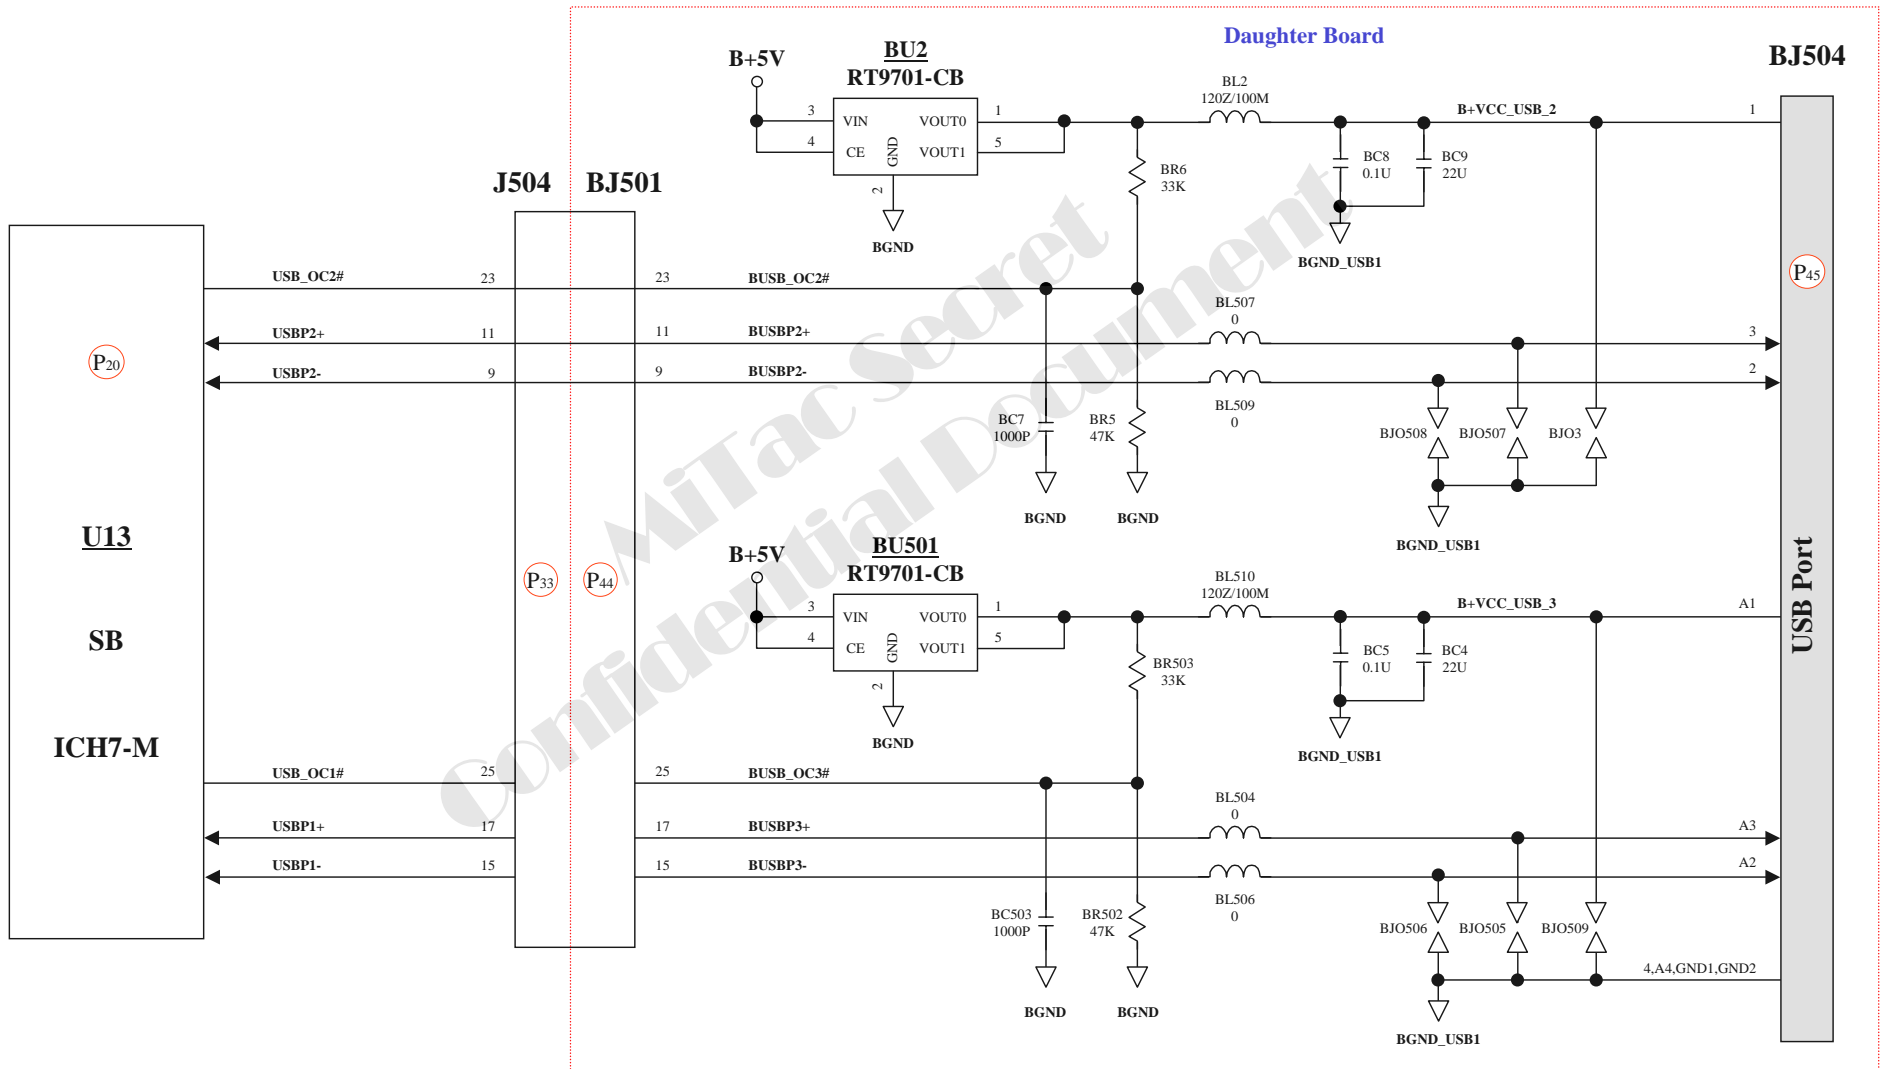 Daughter Board
BU2
RT9701-CB
B+5V
BJ504
3
4
VIN
CE
GND
VOUT0
VOUT1
1
5
2
BGND
BL2
120Z/100M
B+VCC_USB_2
1
BR6
33K
BC8
0.1U
BC9
22U
BGND_USB1
J504
BJ501
USB_OC2#
23
23
BUSB_OC2#
P45
USBP2+
11
11
BUSBP2+
BL507
0
3
P20
USBP2-
9
9
BUSBP2-
BL509
0
2
BC7
1000P
BR5
47K
BJO508
BJO507
BJO3
BGND
BGND
BGND_USB1
MiTac Secret
Confidential Document
U13
SB
ICH7-M
P33
P44
B+5V
BU501
RT9701-CB
3
4
VIN
CE
GND
VOUT0
VOUT1
1
5
2
BGND
BL510
120Z/100M
B+VCC_USB_3
A1
USB Port
BR503
33K
BC5
0.1U
BC4
22U
BGND_USB1
USB_OC1#
25
25
BUSB_OC3#
USBP1+
17
17
BUSBP3+
BL504
0
A3
USBP1-
15
15
BUSBP3-
BL506
0
A2
BC503
1000P
BR502
47K
BJO506
BJO505
BJO509
4,A4,GND1,GND2
BGND
BGND
BGND_USB1